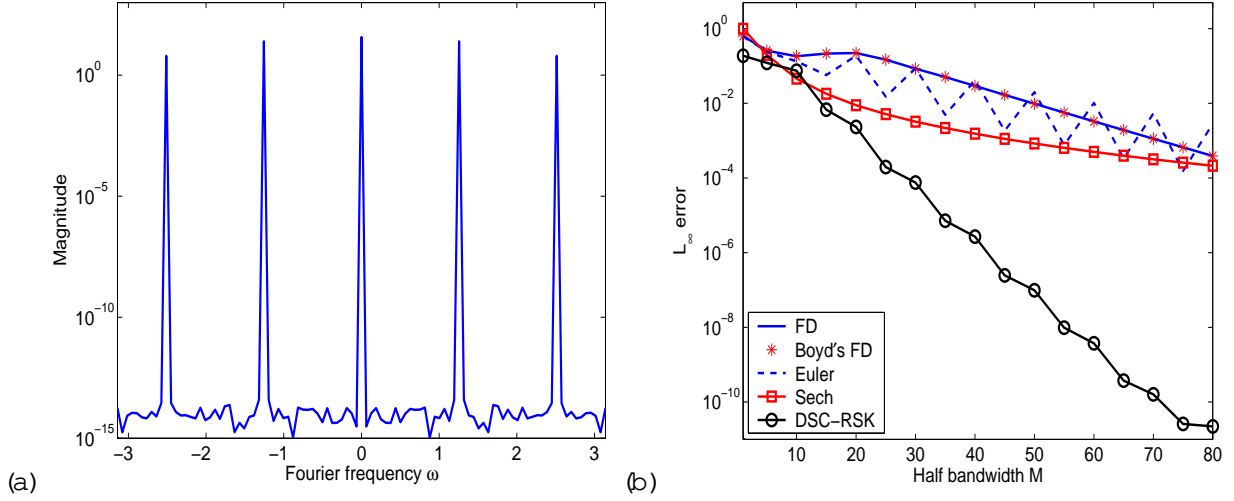 10^0
10^−5
10^−10
10^−15
Magnitude
−3
−2
−1
0
1
2
3
Fourier frequency ω
(a)
10^0
10^−2
10^−4
10^−6
10^−8
10^−10
L∞ error
FD
Boyd′s FD
Euler
Sech
DSC−RSK
10
20
30
40
50
60
70
80
Half bandwidth M
(b)